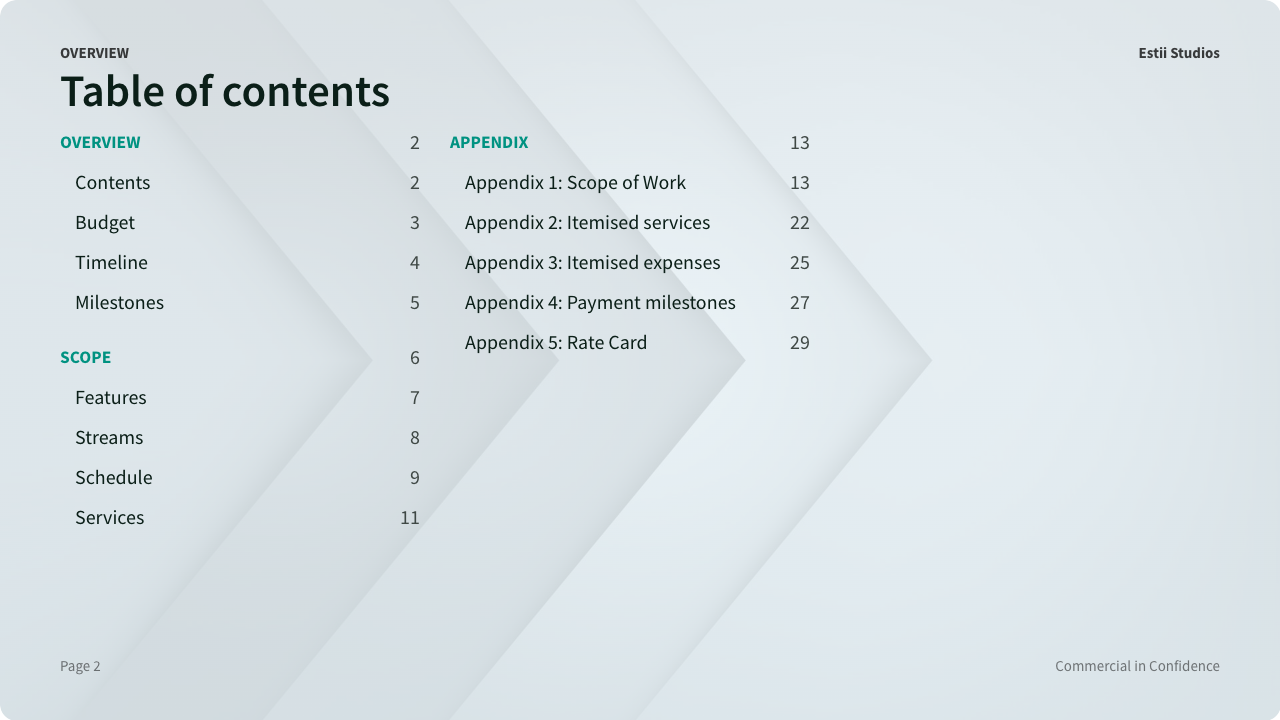 OVERVIEW
Estii Studios
Table of contents
OVERVIEW 2
Contents 2
Budget 3
Timeline 4
Milestones 5
SCOPE 6
Features 7
Streams 8
Schedule 9
Services 11
APPENDIX 13
Appendix 1: Scope of Work 13
Appendix 2: Itemised services 22
Appendix 3: Itemised expenses 25
Appendix 4: Payment milestones 27
Appendix 5: Rate Card 29
Page 2
Commercial in Confidence